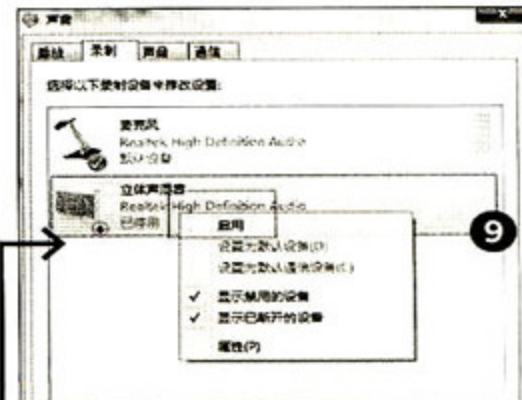 声音
播放 录制 声音 通信
选择以下录制设备来修改设置:
麦克风
Realtek High Definition Audio
默认设备
立体声混音
Realtek High Definition Audio
已停用
启用
设置为默认设备(D)
设置为默认通信设备(C)
显示禁用的设备
显示已断开的设备
属性(P)
9